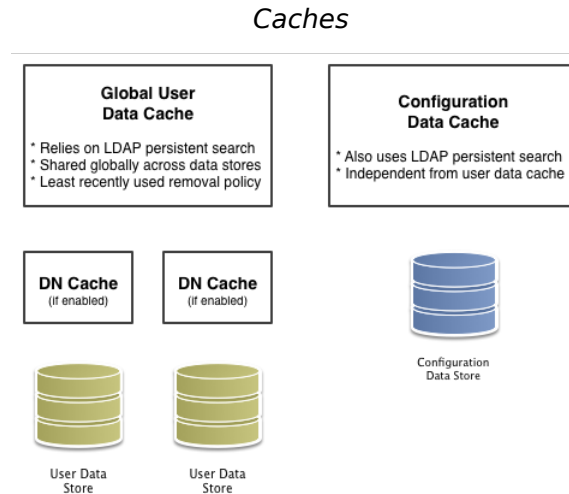 Caches
Global User
Data Cache
* Relies on LDAP persistent search
* Shared globally across data stores
* Least recently used removal policy
Configuration
Data Cache
* Also uses LDAP persistent search
* Independent from user data cache
DN Cache
(if enabled)
DN Cache
(if enabled)
Configuration
Data Store
User Data
Store
User Data
Store